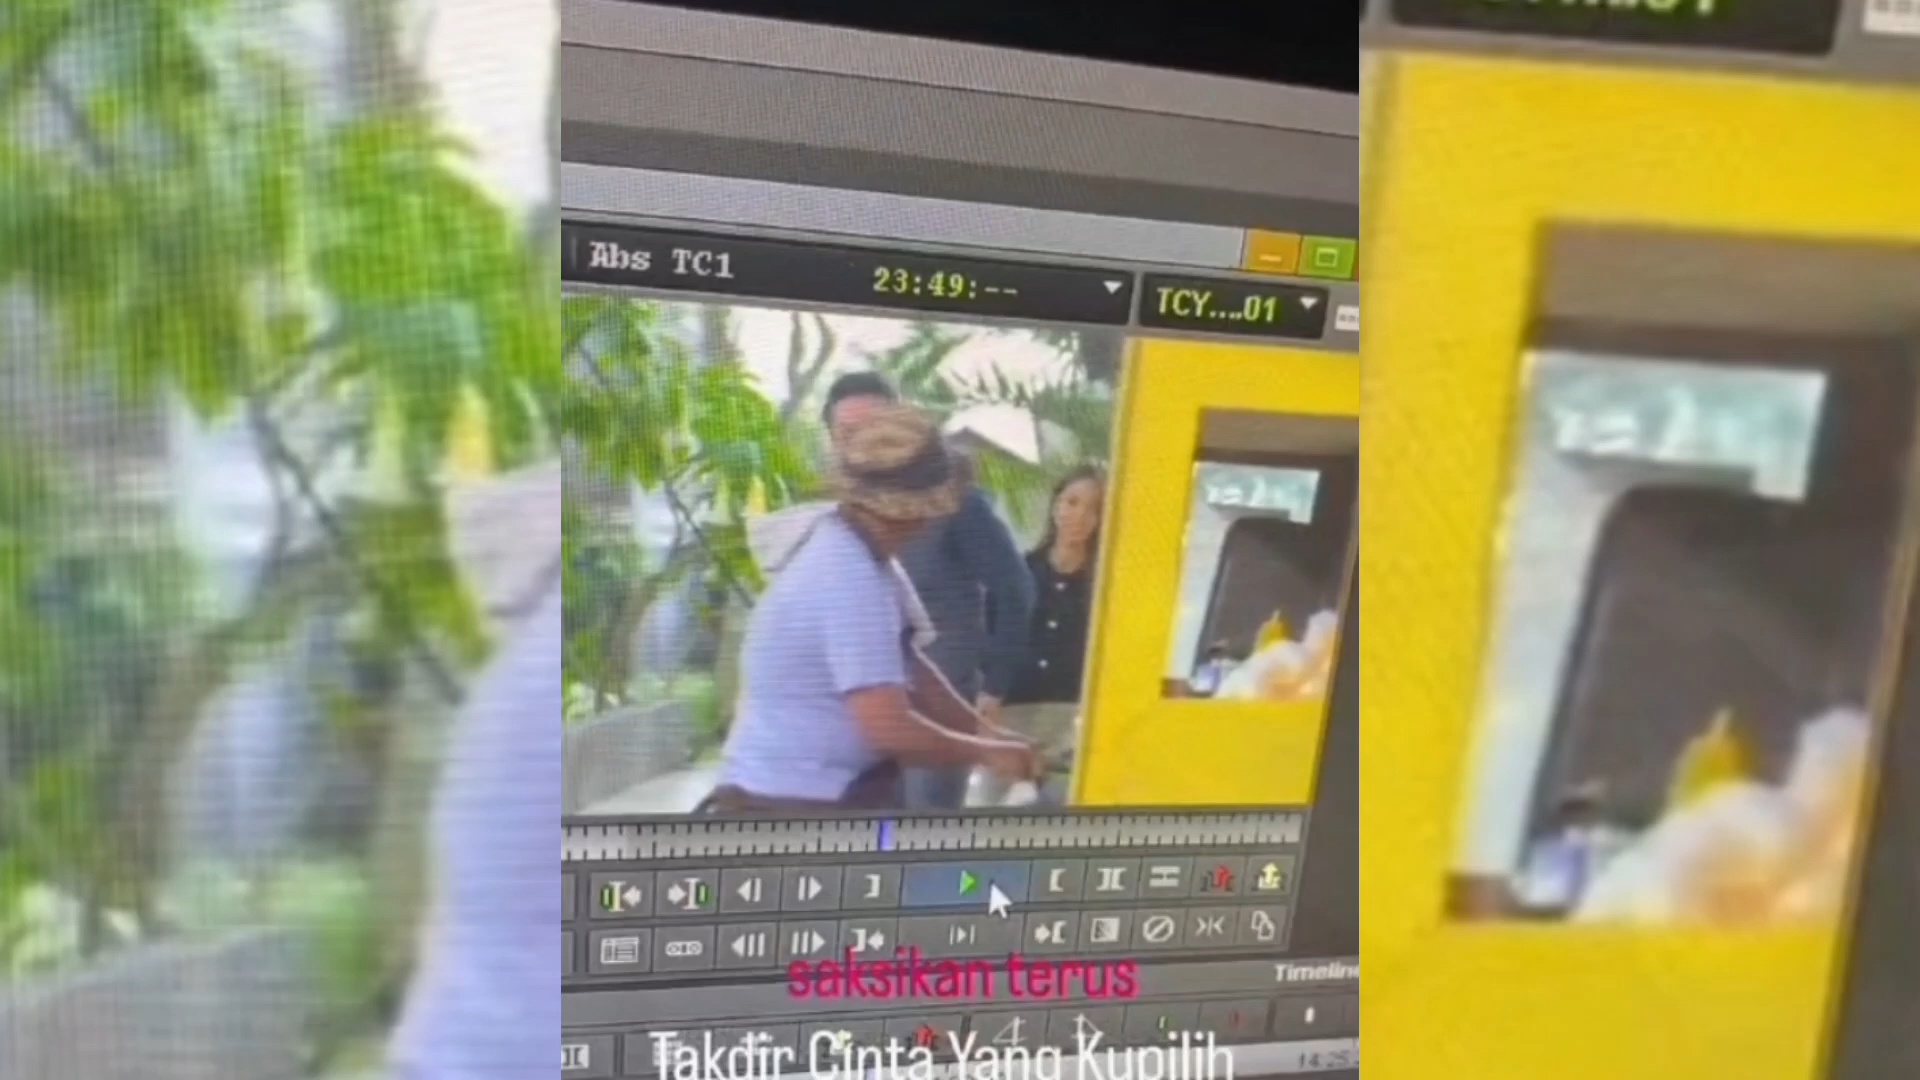 Abs TC1
23:49:--
TCY....01
saksikan terus
Timeline
Takdir Cinta Yang Kupilih